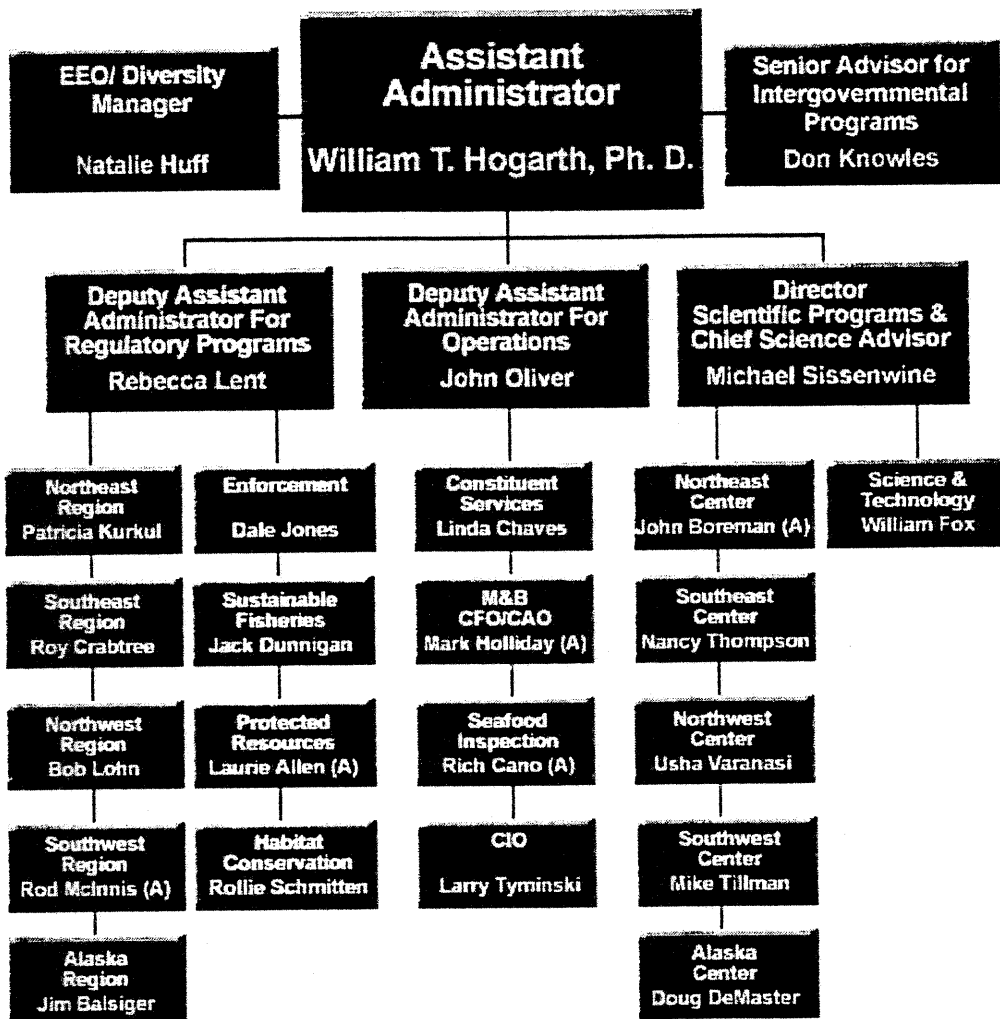 EEO/ Diversity
Manager
Natalie Huff
Assistant
Administrator
William T. Hogarth, Ph. D.
Senior Advisor for
Intergovernmental
Programs
Don Knowles
Deputy Assistant
Administrator For
Regulatory Programs
Rebecca Lent
Deputy Assistant
Administrator For
Operations
John Oliver
Director
Scientific Programs &
Chief Science Advisor
Michael Sissenwine
Northeast
Region
Patricia Kurkul
Southeast
Region
Roy Crabtree
Northwest
Region
Bob Lohn
Southwest
Region
Rod McInnis (A)
Alaska
Region
Jim Balsiger
Enforcement
Dale Jones
Sustainable
Fisheries
Jack Dunnigan
Protected
Resources
Laurie Allen (A)
Habitat
Conservation
Rollie Schmitten
Constituent
Services
Linda Chaves
M&B
CFO/CAO
Mark Holliday (A)
Seafood
Inspection
Rich Cano (A)
CIO
Larry Tyminski
Northeast
Center
John Boreman (A)
Southeast
Center
Nancy Thompson
Northwest
Center
Usha Varanasi
Southwest
Center
Mike Tillman
Alaska
Center
Doug DeMaster
Science &
Technology
William Fox